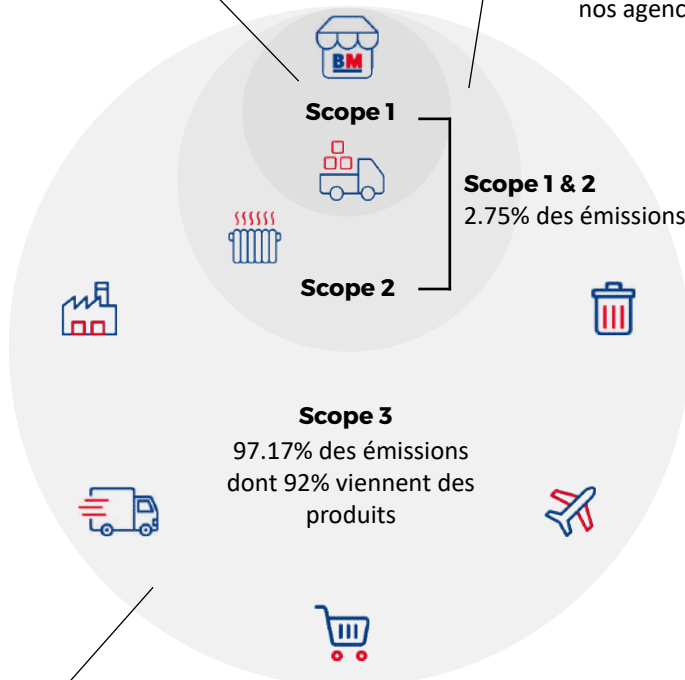 nos agenc
BM
Scope 1
Scope 1 & 2
2.75% des émissions
Scope 2
Scope 3
97.17% des émissions
dont 92% viennent des
produits